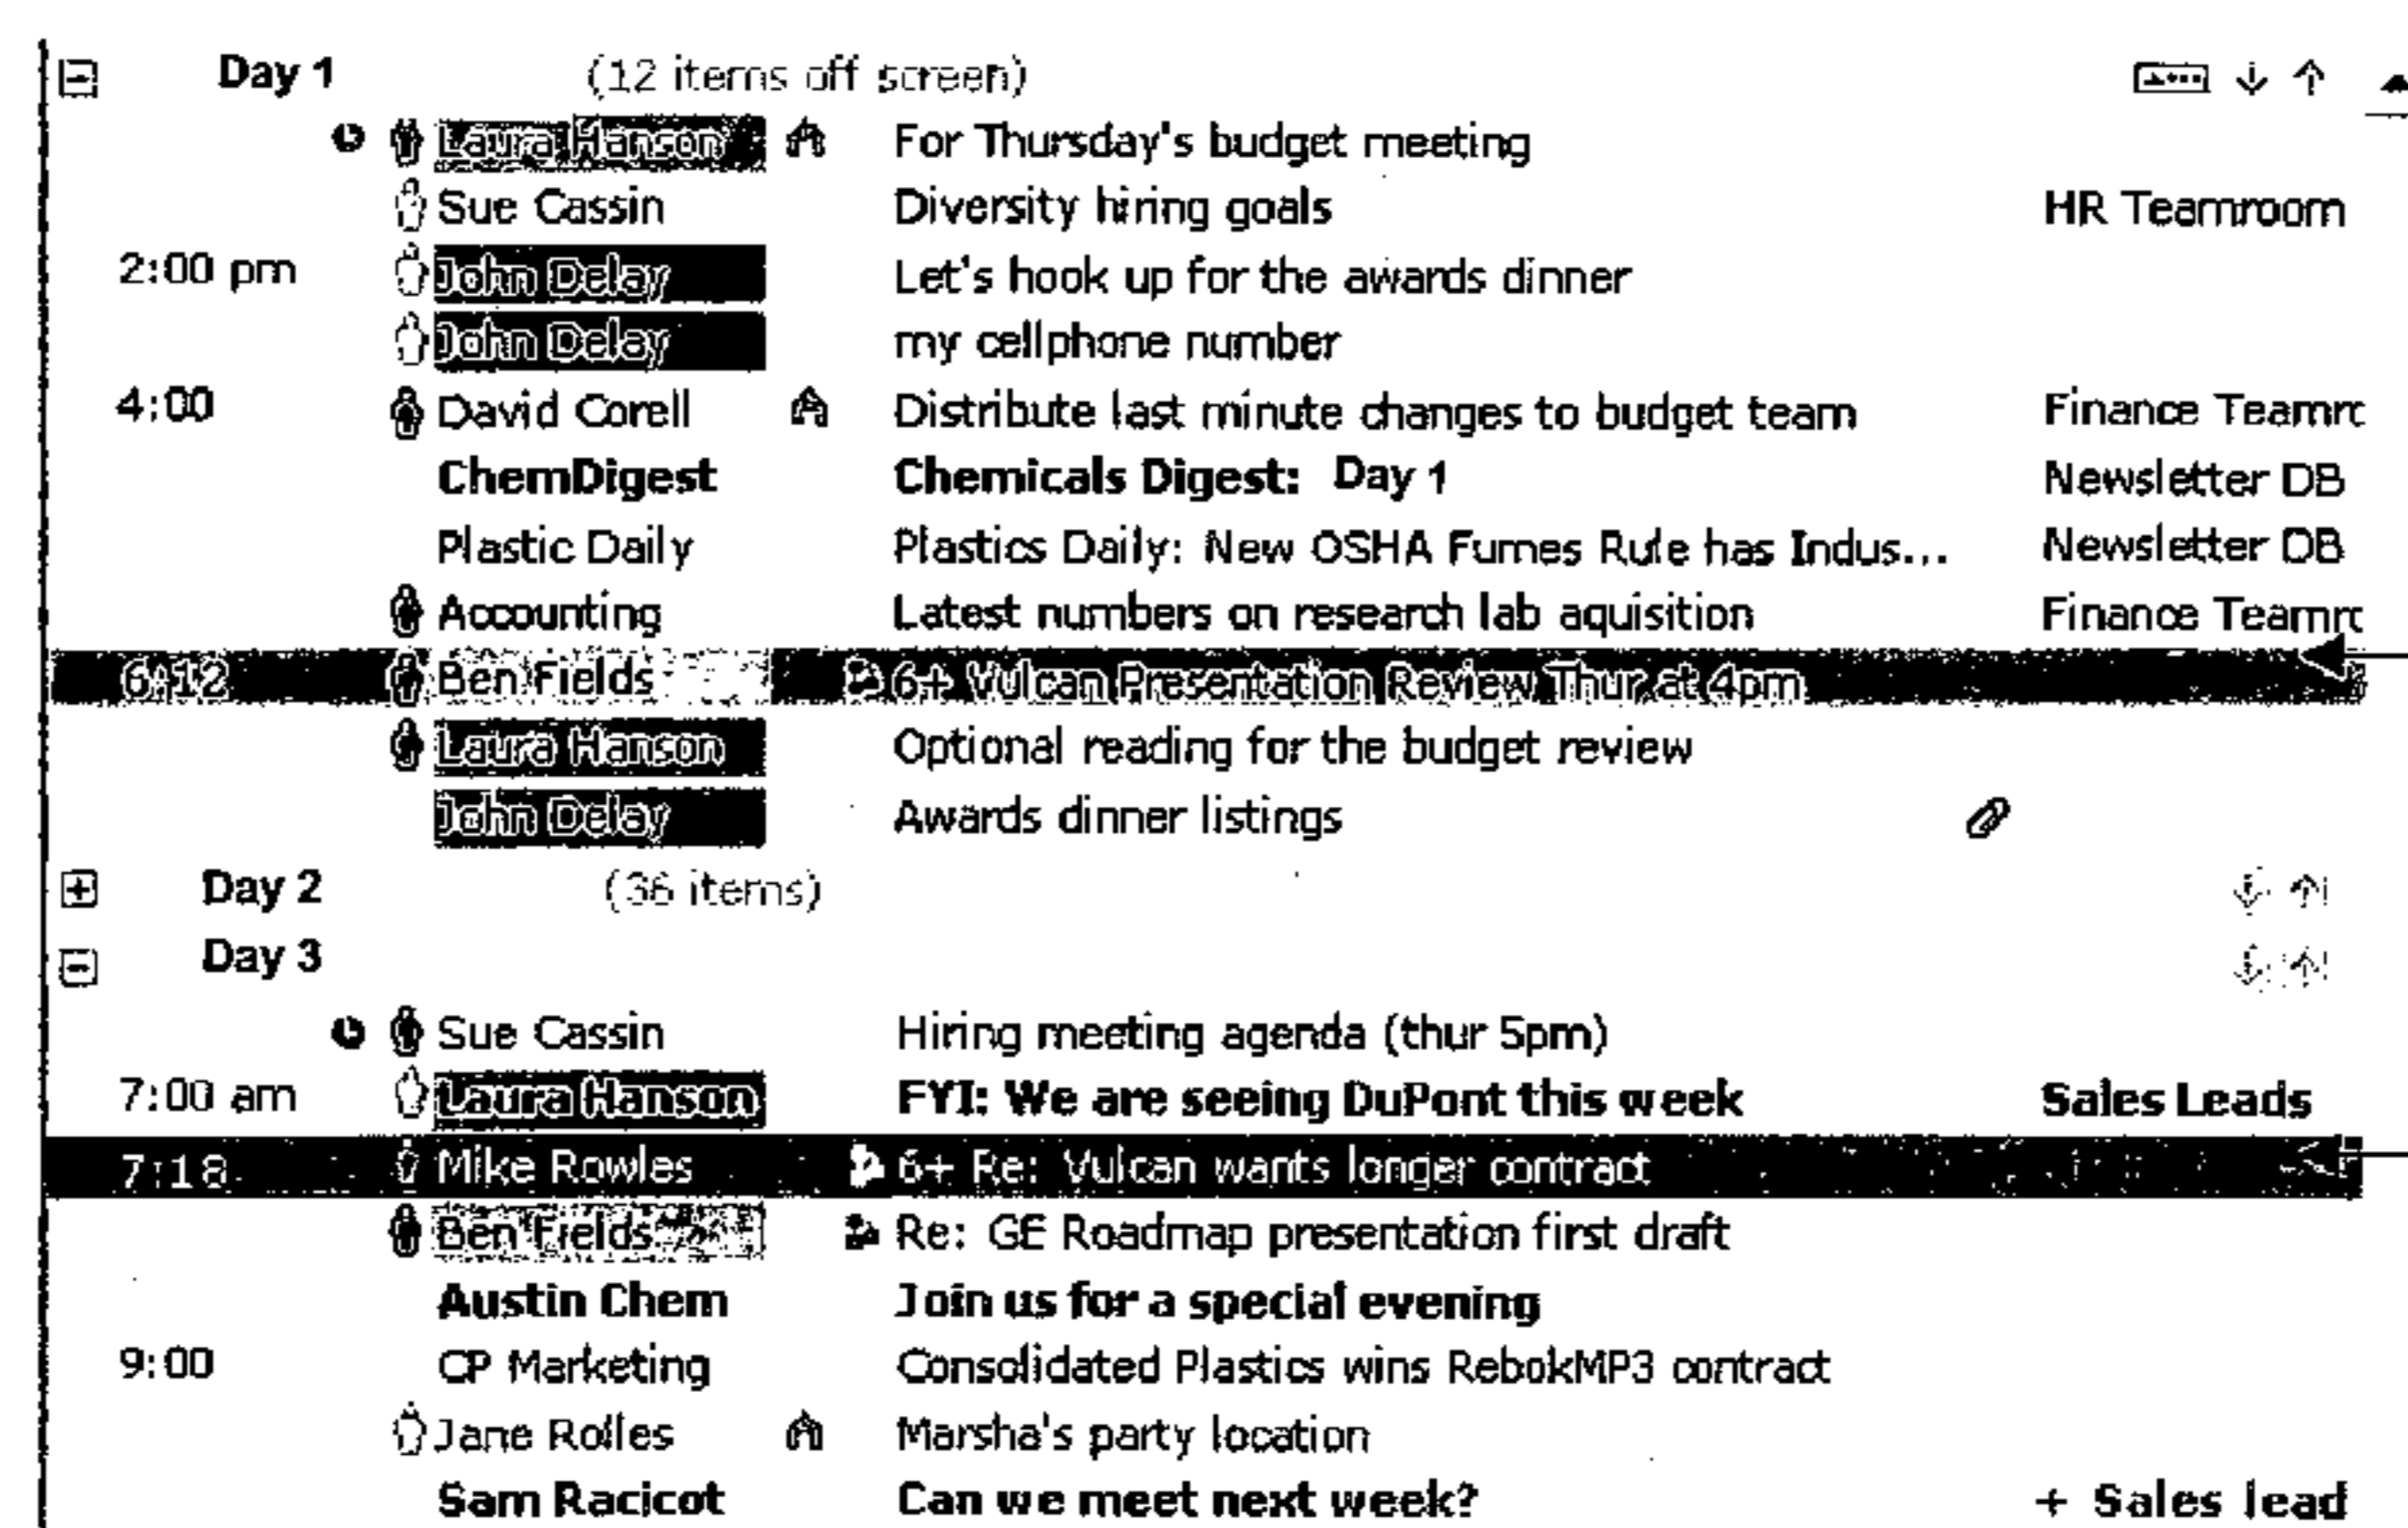 Day 1 (12 items off screen)
Laura Hanson For Thursday's budget meeting
Sue Cassin Diversity hiring goals HR Teamroom
2:00 pm John Delay Let's hook up for the awards dinner
John Delay my cellphone number
4:00 David Corell Distribute last minute changes to budget team Finance Teamrc
ChemDigest Chemicals Digest: Day 1 Newsletter DB
Plastic Daily Plastics Daily: New OSHA Fumes Rule has Indus... Newsletter DB
Accounting Latest numbers on research lab aquisition Finance Teamrc
6:12 Ben Fields 6+ Vulcan Presentation Review Thur at 4pm
Laura Hanson Optional reading for the budget review
John Delay Awards dinner listings
Day 2 (36 items)
Day 3
Sue Cassin Hiring meeting agenda (thur 5pm)
7:00 am Laura Hanson FYI: We are seeing DuPont this week Sales Leads
7:18 Mike Rowles 6+ Re: Vulcan wants longer contract
Ben Fields Re: GE Roadmap presentation first draft
Austin Chem Join us for a special evening
9:00 CP Marketing Consolidated Plastics wins RebokMP3 contract
Jane Rolles Marsha's party location
Sam Racicot Can we meet next week? + Sales lead